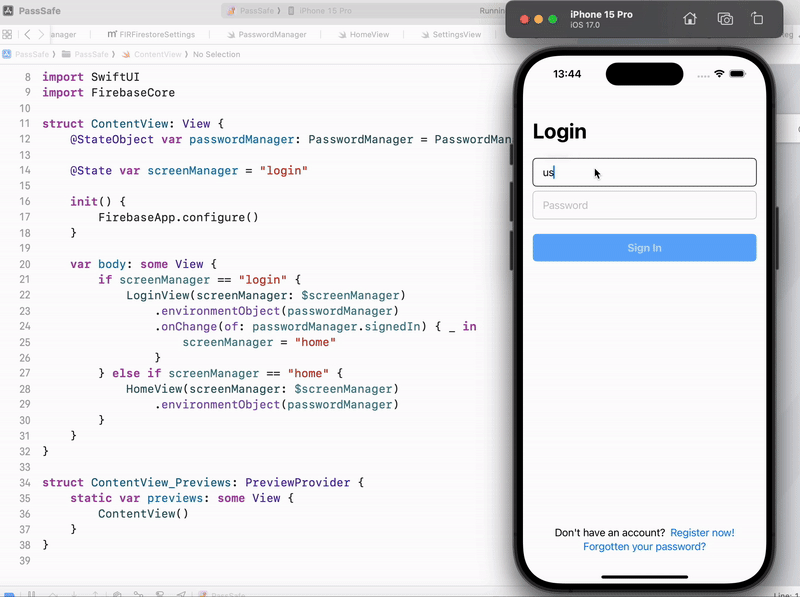 PassSafe
PassSafe 〉 iPhone 15 Pro
Running
anager
FIRFirestoreSettings
PasswordManager
HomeView
SettingsView
PassSafe 〉 PassSafe 〉 ContentView 〉 No Selection
8 import SwiftUI
9 import FirebaseCore
10
11 struct ContentView: View {
12 @StateObject var passwordManager: PasswordManager = PasswordMan
13
14 @State var screenManager = "login"
15
16 init() {
17 FirebaseApp.configure()
18 }
19
20 var body: some View {
21 if screenManager == "login" {
22 LoginView(screenManager: $screenManager)
23 .environmentObject(passwordManager)
24 .onChange(of: passwordManager.signedIn) { _ in
25 screenManager = "home"
26 }
27 } else if screenManager == "home" {
28 HomeView(screenManager: $screenManager)
29 .environmentObject(passwordManager)
30 }
31 }
32 }
33
34 struct ContentView_Previews: PreviewProvider {
35 static var previews: some View {
36 ContentView()
37 }
38 }
39
PassSafe
Line: 1
iPhone 15 Pro
iOS 17.0
13:44
Login
us
Password
Sign In
Don't have an account? Register now!
Forgotten your password?